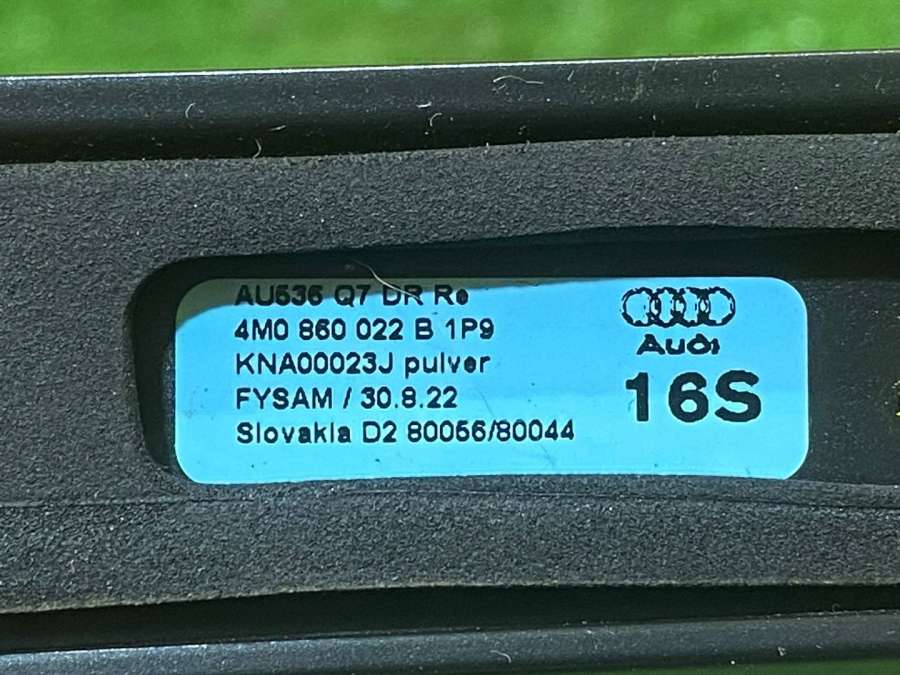 AU536 Q7 DR Re
4M0 860 022 B 1P9
KNA00023J pulver
FYSAM / 30.8.22
Slovakia D2 80056/80044
Audi
16S